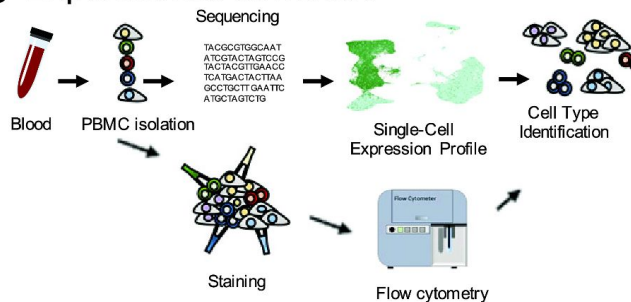 Sequencing
TACGCGTGGCAAT
ATCGTACTAGTCCG
TACTACGTTGAACC
TCATGACTACTTAA
GCCTGCTTGAATTC
ATGCTAGTCTG
Blood
PBMC isolation
Single-Cell
Expression Profile
Cell Type
Identification
Staining
Flow Cytometer
Flow cytometry